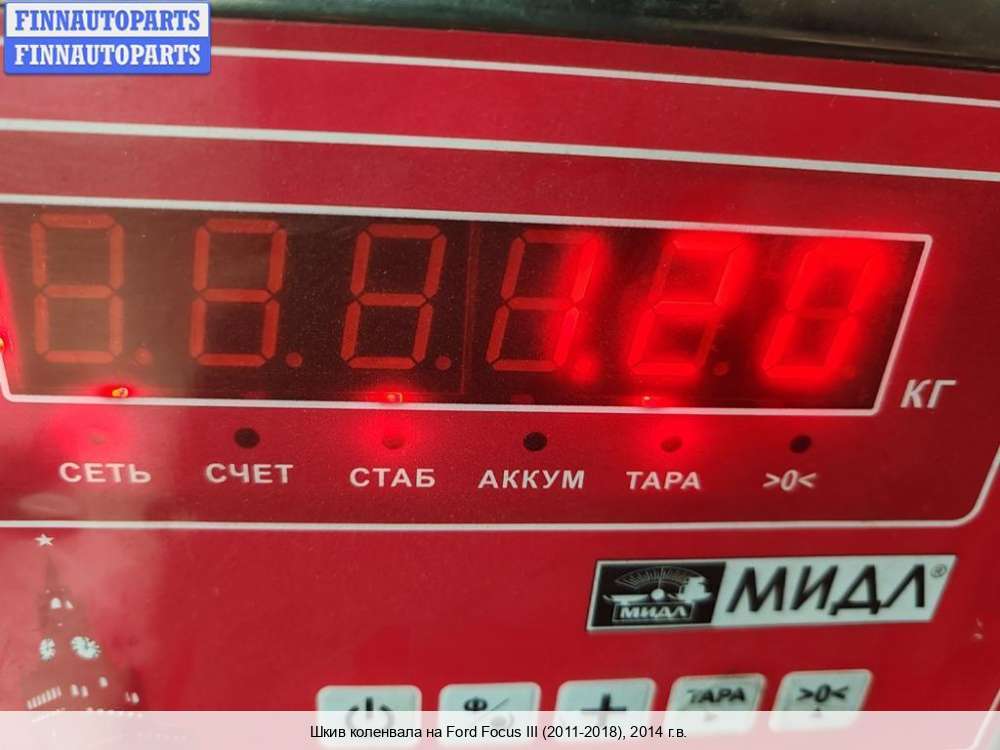 FINNAUTOPARTS
FINNAUTOPARTS
1.20
КГ
СЕТЬ СЧЕТ СТАБ АККУМ ТАРА >0<
МИДЛ МИДЛ®
ТАРА >0<
Шкив коленвала на Ford Focus III (2011-2018), 2014 г.в.